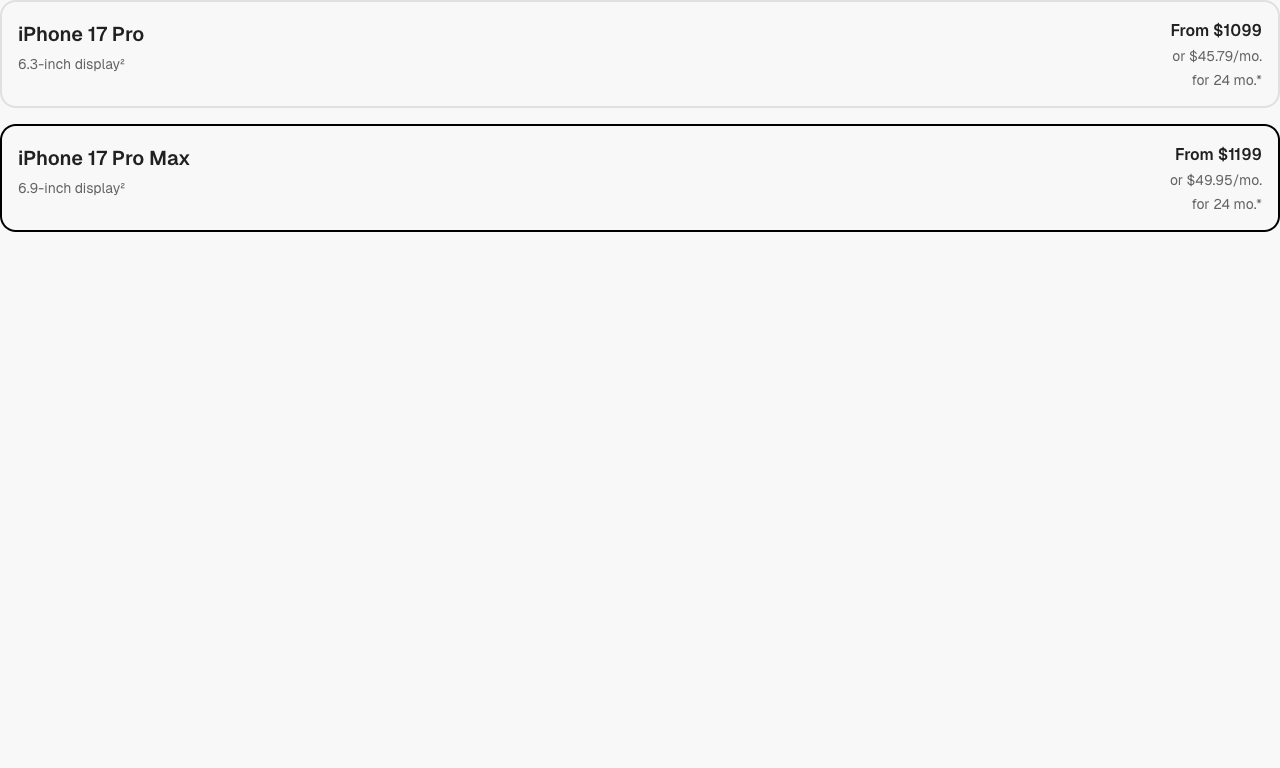 iPhone 17 Pro
6.3-inch display²
From $1099
or $45.79/mo.
for 24 mo.*
iPhone 17 Pro Max
6.9-inch display²
From $1199
or $49.95/mo.
for 24 mo.*